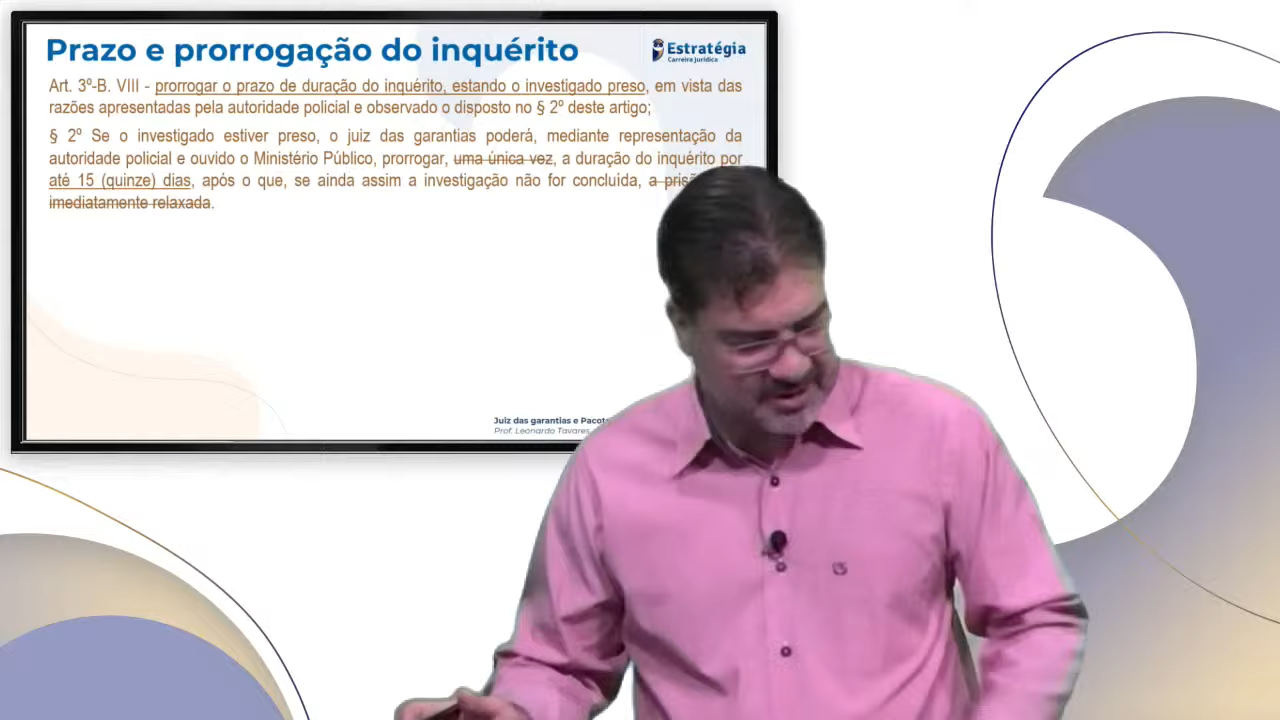 Prazo e prorrogação do inquérito
Estratégia
Carreira Jurídica
Art. 3º-B. VIII - prorrogar o prazo de duração do inquérito, estando o investigado preso, em vista das
razões apresentadas pela autoridade policial e observado o disposto no § 2º deste artigo;
§ 2º Se o investigado estiver preso, o juiz das garantias poderá, mediante representação da
autoridade policial e ouvido o Ministério Público, prorrogar, uma única vez, a duração do inquérito por
até 15 (quinze) dias, após o que, se ainda assim a investigação não for concluída, a
imediatamente relaxada.
Juiz das garantias e
Prof. Leonardo Tavares